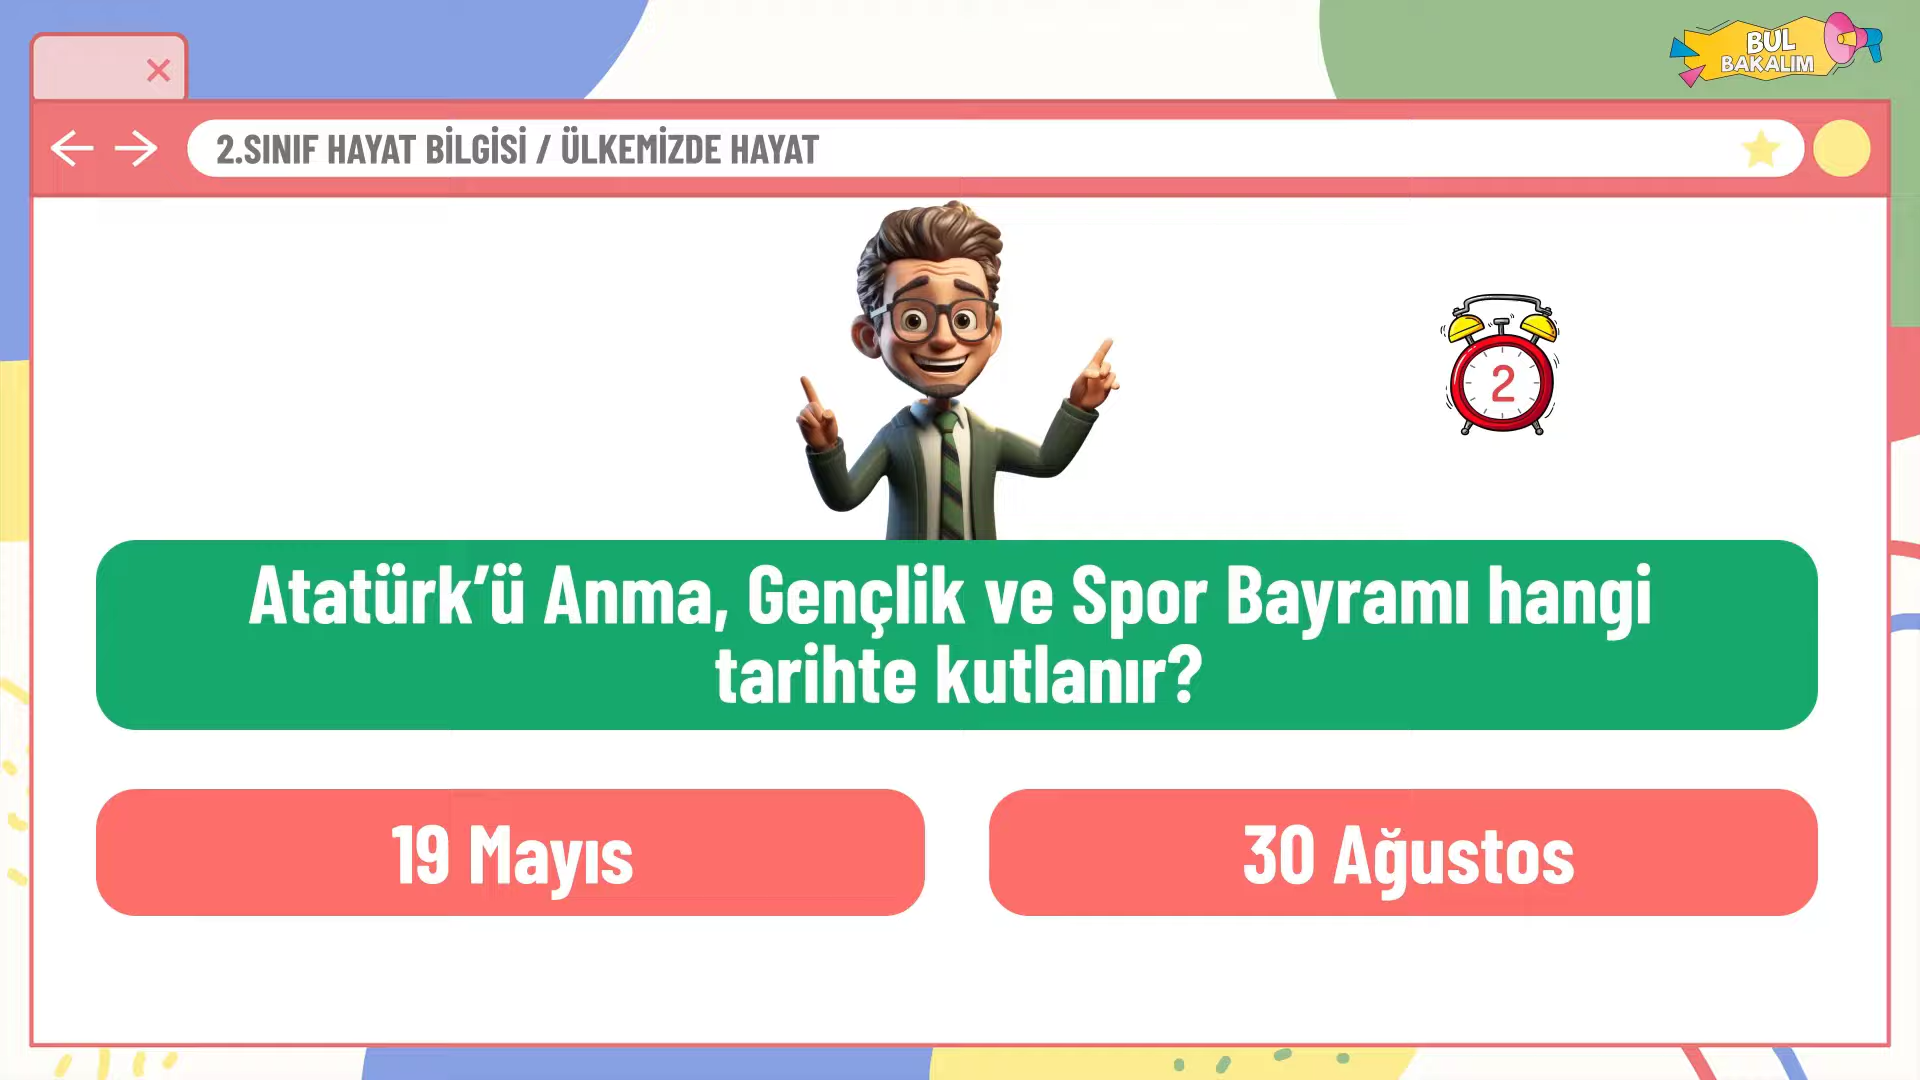 BUL
BAKALIM
2.SINIF HAYAT BİLGİSİ / ÜLKEMİZDE HAYAT
2
Atatürk’ü Anma, Gençlik ve Spor Bayramı hangi
tarihte kutlanır?
19 Mayıs
30 Ağustos